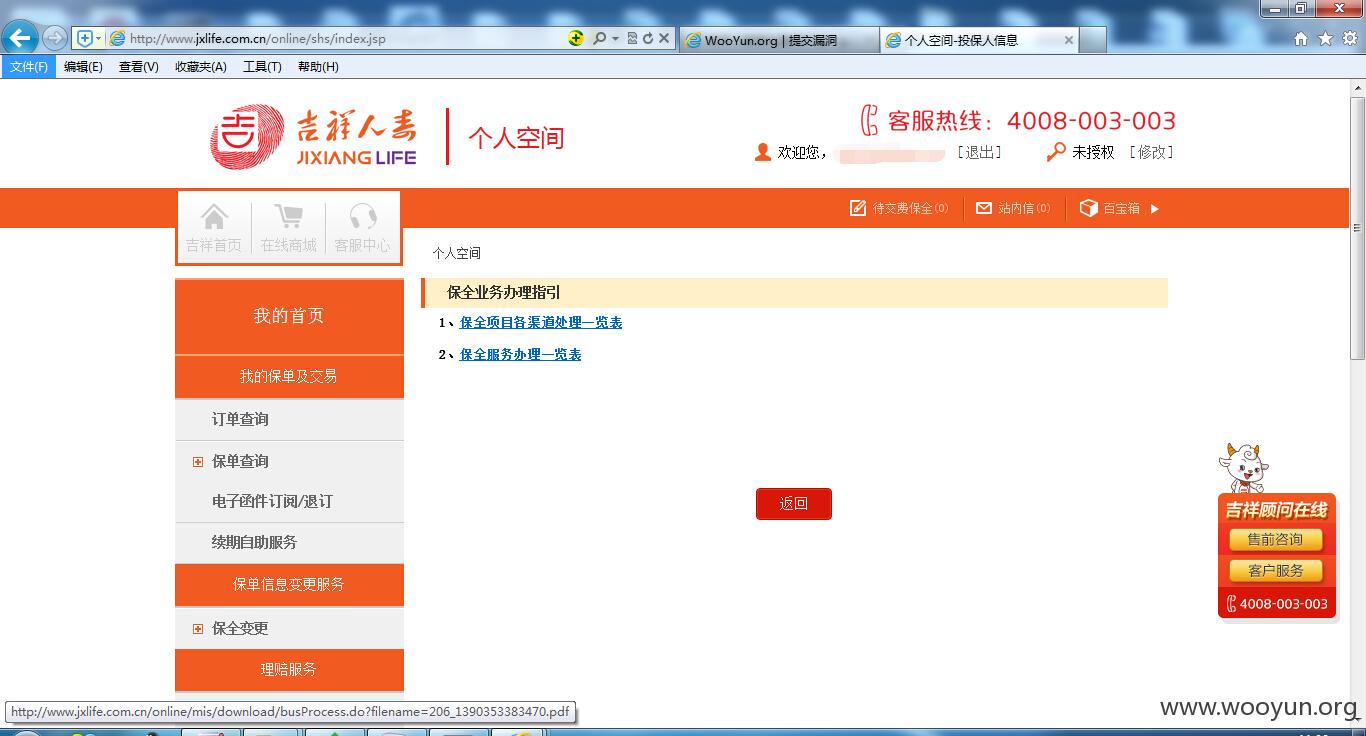 http://www.jxlife.com.cn/online/shs/index.jsp
WooYun.org | 提交漏洞
个人空间-投保人信息
文件(F) 编辑(E) 查看(V) 收藏夹(A) 工具(T) 帮助(H)
吉祥人寿
JIXIANG LIFE
个人空间
客服热线：4008-003-003
欢迎您， [退出] 未授权 [修改]
待交费保全(0) 站内信(0) 百宝箱
吉祥首页 在线商城 客服中心
个人空间
我的首页
我的保单及交易
订单查询
保单查询
电子函件订阅/退订
续期自助服务
保单信息变更服务
保全变更
理赔服务
保全业务办理指引
1、保全项目各渠道处理一览表
2、保全服务办理一览表
返回
吉祥顾问在线
售前咨询
客户服务
4008-003-003
http://www.jxlife.com.cn/online/mis/download/busProcess.do?filename=206_1390353383470.pdf
www.wooyun.org